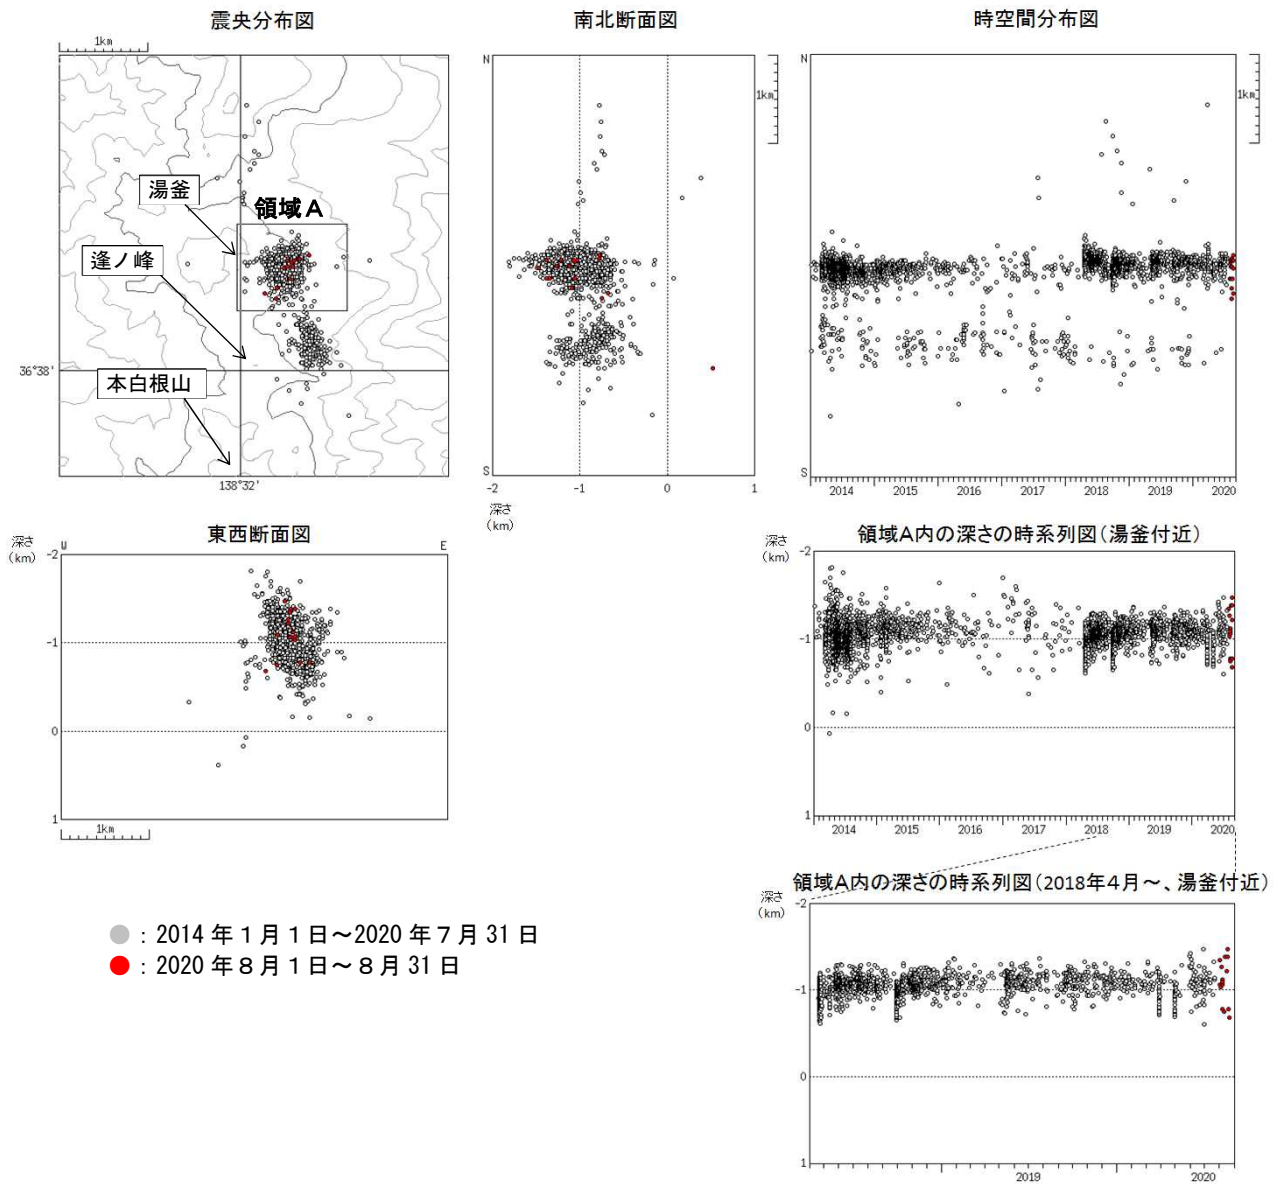 震央分布図
南北断面図
時空間分布図
1km
N
1km
N
1km
湯釜
領域A
逢ノ峰
36°38'
本白根山
138°32'
S
-2
-1
0
1
深さ
(km)
S
2014
2015
2016
2017
2018
2019
2020
東西断面図
深さ
(km)
W
E
-2
-1
0
1
1km
領域A内の深さの時系列図(湯釜付近)
深さ
(km)
-2
-1
0
1
2014
2015
2016
2017
2018
2019
2020
領域A内の深さの時系列図(2018年4月~、湯釜付近)
深さ
(km)
-2
-1
0
1
2019
2020
: 2014 年 1 月 1 日~2020 年 7 月 31 日
: 2020 年 8 月 1 日~8 月 31 日